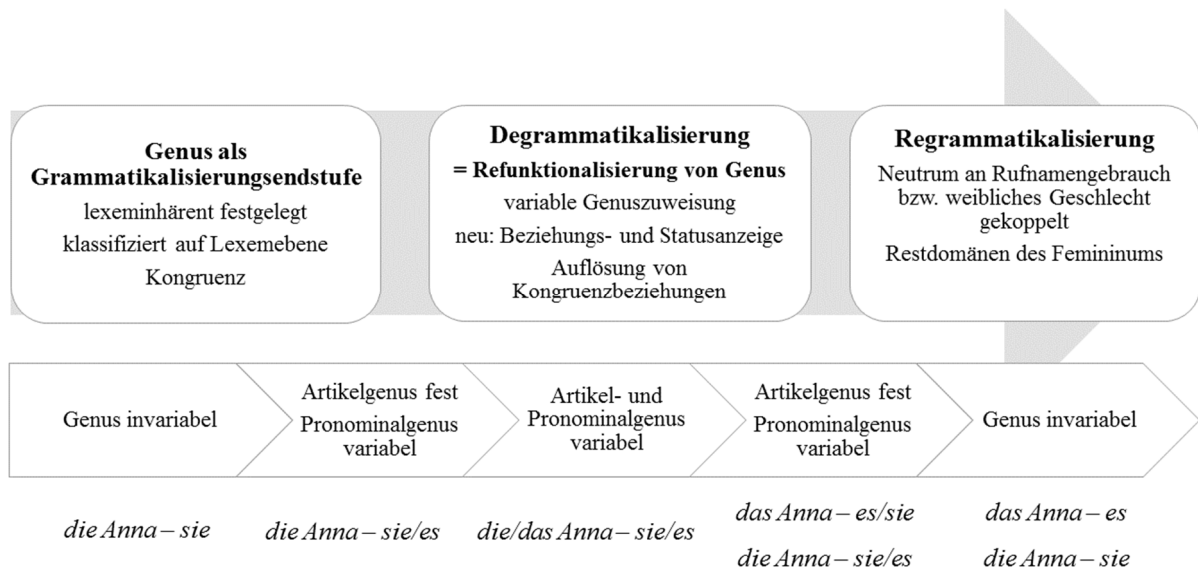 Genus als
Grammatikalisierungsendstufe
lexeminhärent festgelegt
klassifiziert auf Lexemebene
Kongruenz
Degrammatikalisierung
= Refunktionalisierung von Genus
variable Genuszuweisung
neu: Beziehungs- und Statusanzeige
Auflösung von
Kongruenzbeziehungen
Regrammatikalisierung
Neutrum an Rufnamengebrauch
bzw. weibliches Geschlecht
gekoppelt
Restdomänen des Femininums
Genus invariabel
Artikelgenus fest
Pronominalgenus
variabel
Artikel- und
Pronominalgenus
variabel
Artikelgenus fest
Pronominalgenus
variabel
Genus invariabel
die Anna – sie
die Anna – sie/es
die/das Anna – sie/es
das Anna – es/sie
die Anna – sie/es
das Anna – es
die Anna – sie